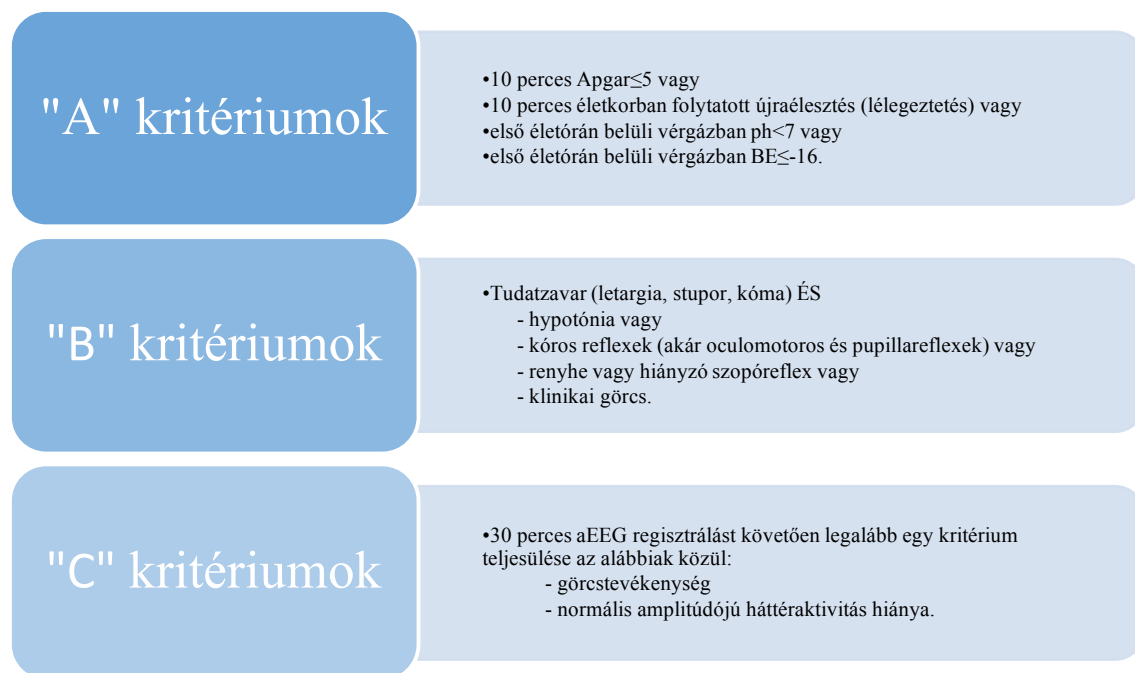 "A" kritériumok
•10 perces Apgar≤5 vagy
•10 perces életkorban folytatott újraélesztés (lélegeztetés) vagy
•első életórán belüli vérgázban ph<7 vagy
•első életórán belüli vérgázban BE≤-16.
"B" kritériumok
•Tudatzavar (letargia, stupor, kóma) ÉS
- hypotónia vagy
- kóros reflexek (akár oculomotoros és pupillareflexek) vagy
- renyhe vagy hiányzó szopóreflex vagy
- klinikai görcs.
"C" kritériumok
•30 perces aEEG regisztrálást követően legalább egy kritérium
teljesülése az alábbiak közül:
- görcstevékenység
- normális amplitúdójú háttéraktivitás hiánya.